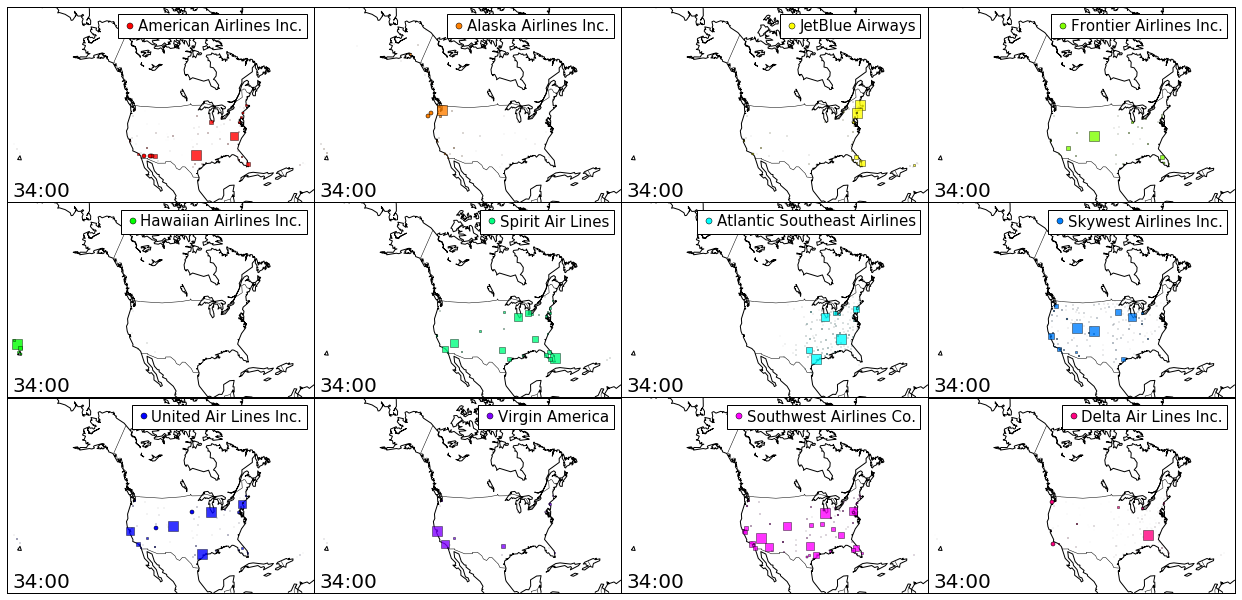 American Airlines Inc.
Alaska Airlines Inc.
JetBlue Airways
Frontier Airlines Inc.
34:00
34:00
34:00
34:00
Hawaiian Airlines Inc.
Spirit Air Lines
Atlantic Southeast Airlines
Skywest Airlines Inc.
34:00
34:00
34:00
34:00
United Air Lines Inc.
Virgin America
Southwest Airlines Co.
Delta Air Lines Inc.
34:00
34:00
34:00
34:00